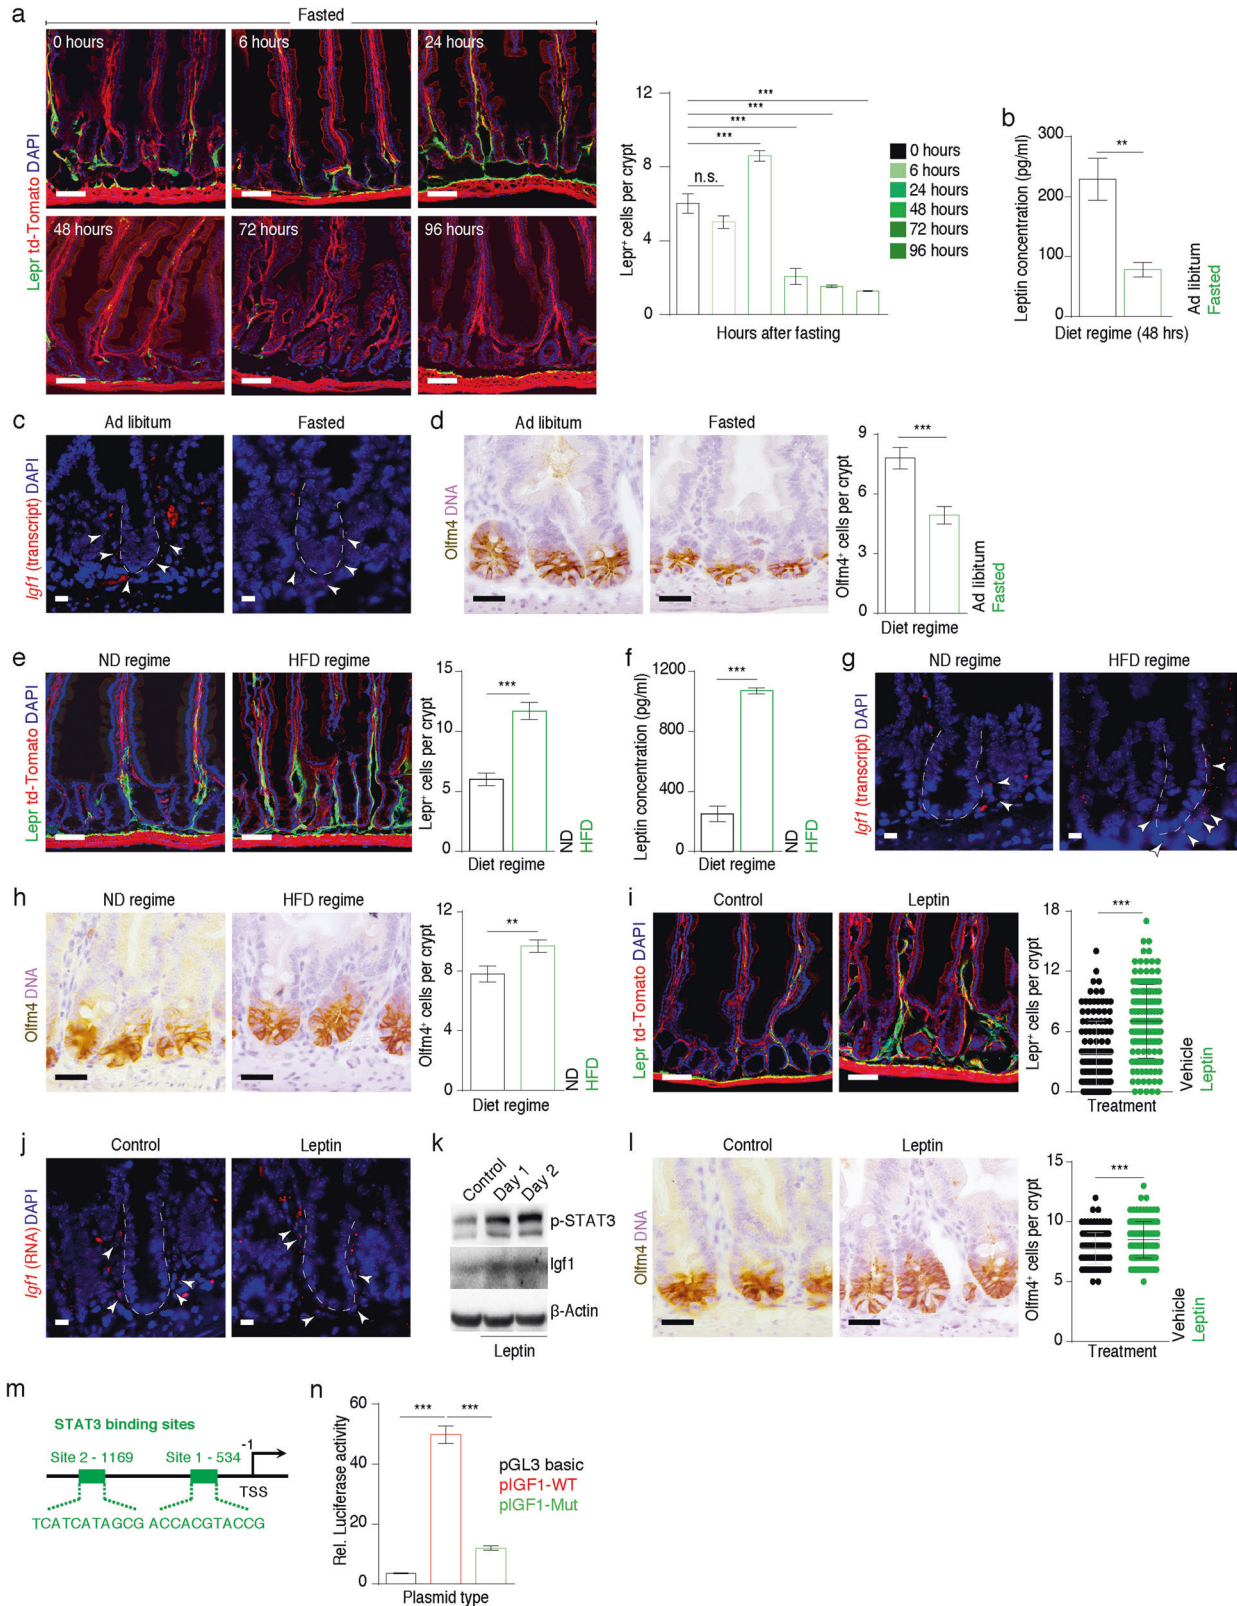 a
Fasted
0 hours
6 hours
24 hours
48 hours
72 hours
96 hours
Lepr td-Tomato DAPI
Lepr+ cells per crypt
12
8
4
0
n.s.
***
***
***
***
Hours after fasting
0 hours
6 hours
24 hours
48 hours
72 hours
96 hours
b
Leptin concentration (pg/ml)
300
200
100
0
**
Diet regime (48 hrs)
Ad libitum
Fasted
c
Ad libitum
Fasted
Igf1 (transcript) DAPI
d
Ad libitum
Fasted
Olfm4 DNA
Olfm4+ cells per crypt
9
6
3
0
***
Diet regime
Ad libitum
Fasted
e
ND regime
HFD regime
Lepr td-Tomato DAPI
Lepr+ cells per crypt
15
10
5
0
***
Diet regime
ND
HFD
f
Leptin concentration (pg/ml)
1200
800
400
0
***
Diet regime
ND
HFD
g
ND regime
HFD regime
Igf1 (transcript) DAPI
h
ND regime
HFD regime
Olfm4 DNA
Olfm4+ cells per crypt
12
8
4
0
**
Diet regime
ND
HFD
i
Control
Leptin
Lepr td-Tomato DAPI
Lepr+ cells per crypt
18
12
6
0
***
Treatment
Vehicle
Leptin
j
Control
Leptin
Igf1 (RNA) DAPI
k
Control
Day 1
Day 2
p-STAT3
Igf1
β-Actin
Leptin
l
Control
Leptin
Olfm4 DNA
Olfm4+ cells per crypt
15
10
5
0
***
Treatment
Vehicle
Leptin
m
STAT3 binding sites
Site 2 - 1169
Site 1 - 534
-1
TSS
TCATCATAGCG
ACCACGTACCG
n
Rel. Luciferase activity
60
40
20
0
***
***
Plasmid type
pGL3 basic
pIGF1-WT
pIGF1-Mut